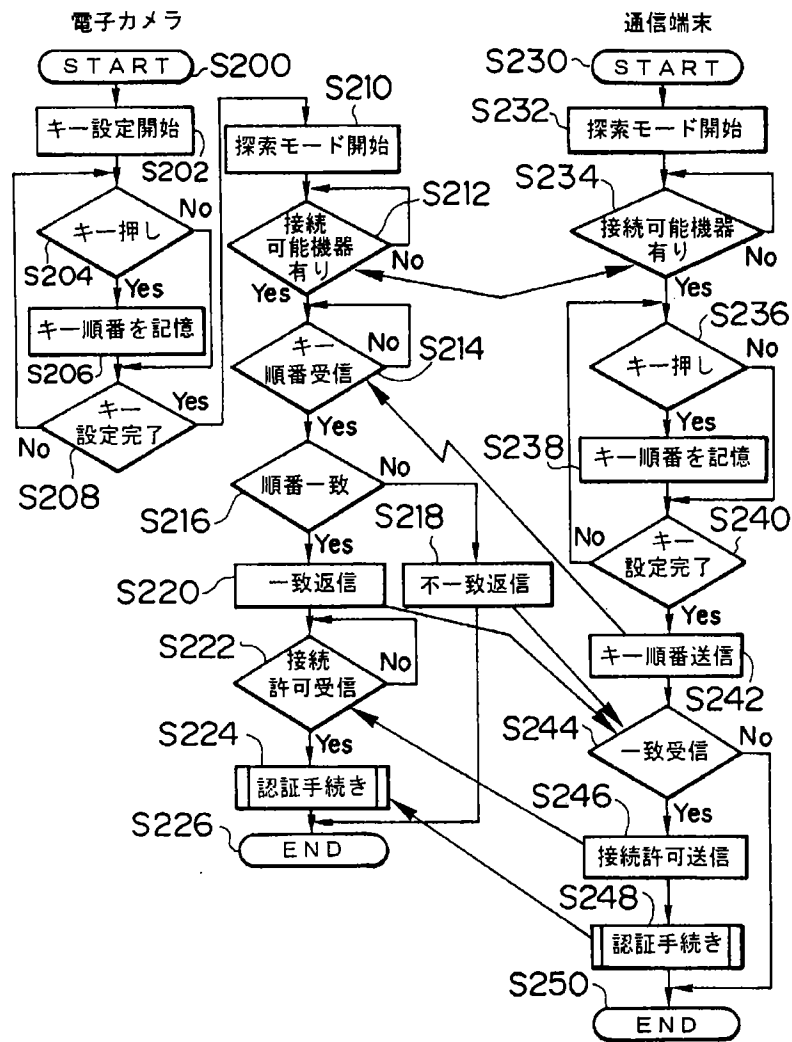 電子カメラ
START
S200
キー設定開始
S202
キー押し
No
S204
Yes
キー順番を記憶
S206
キー
設定完了
Yes
No
S208
S210
探索モード開始
S212
接続
可能機器
有り
No
Yes
キー
順番受信
No
S214
Yes
順番一致
No
S216
Yes
S218
S220
一致返信
不一致返信
S222
接続
許可受信
No
Yes
S224
認証手続き
S226
END
通信端末
S230
START
S232
探索モード開始
S234
接続可能機器
有り
No
Yes
S236
キー押し
No
Yes
S238
キー順番を記憶
S240
キー
設定完了
No
Yes
キー順番送信
S242
S244
一致受信
No
Yes
S246
接続許可送信
S248
認証手続き
S250
END